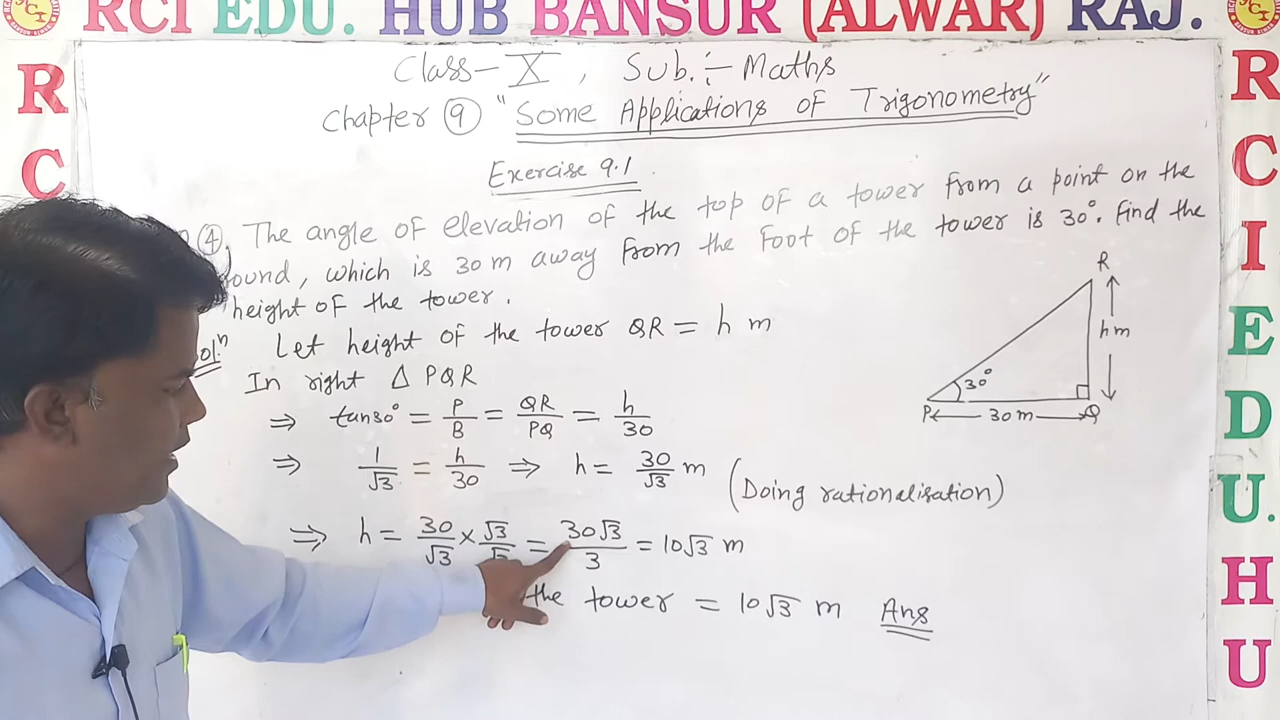 RCI EDU. HUB BANSUR (ALWAR) RAJ.
Class-X, Sub.:- Maths
Chapter ⑨ "Some Applications of Trigonometry"
Exercise 9.1
④. The angle of elevation of the top of a tower from a point on the
ound, which is 30 m away from the foot of the tower is 30°. Find the
height of the tower.
Solⁿ Let height of the tower QR = h m
In right Δ PQR
⇒ tan30° = P/B = QR/PQ = h/30
⇒ 1/√3 = h/30 ⇒ h = 30/√3 m (Doing rationalisation)
⇒ h = 30/√3 × √3/ = 30√3/3 = 10√3 m
the tower = 10√3 m Ans
R
h m
30°
P 30 m Q
R
C
R
C
I
E
D
U.
H
U